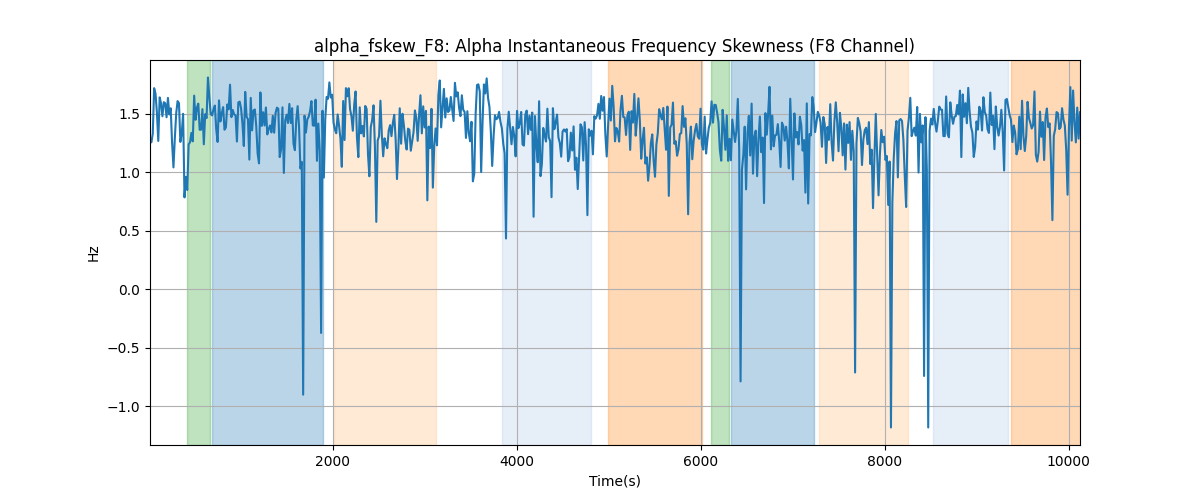 alpha_fskew_F8: Alpha Instantaneous Frequency Skewness (F8 Channel)
1.5
1.0
0.5
0.0
−0.5
−1.0
Hz
2000 4000 6000 8000 10000
Time(s)